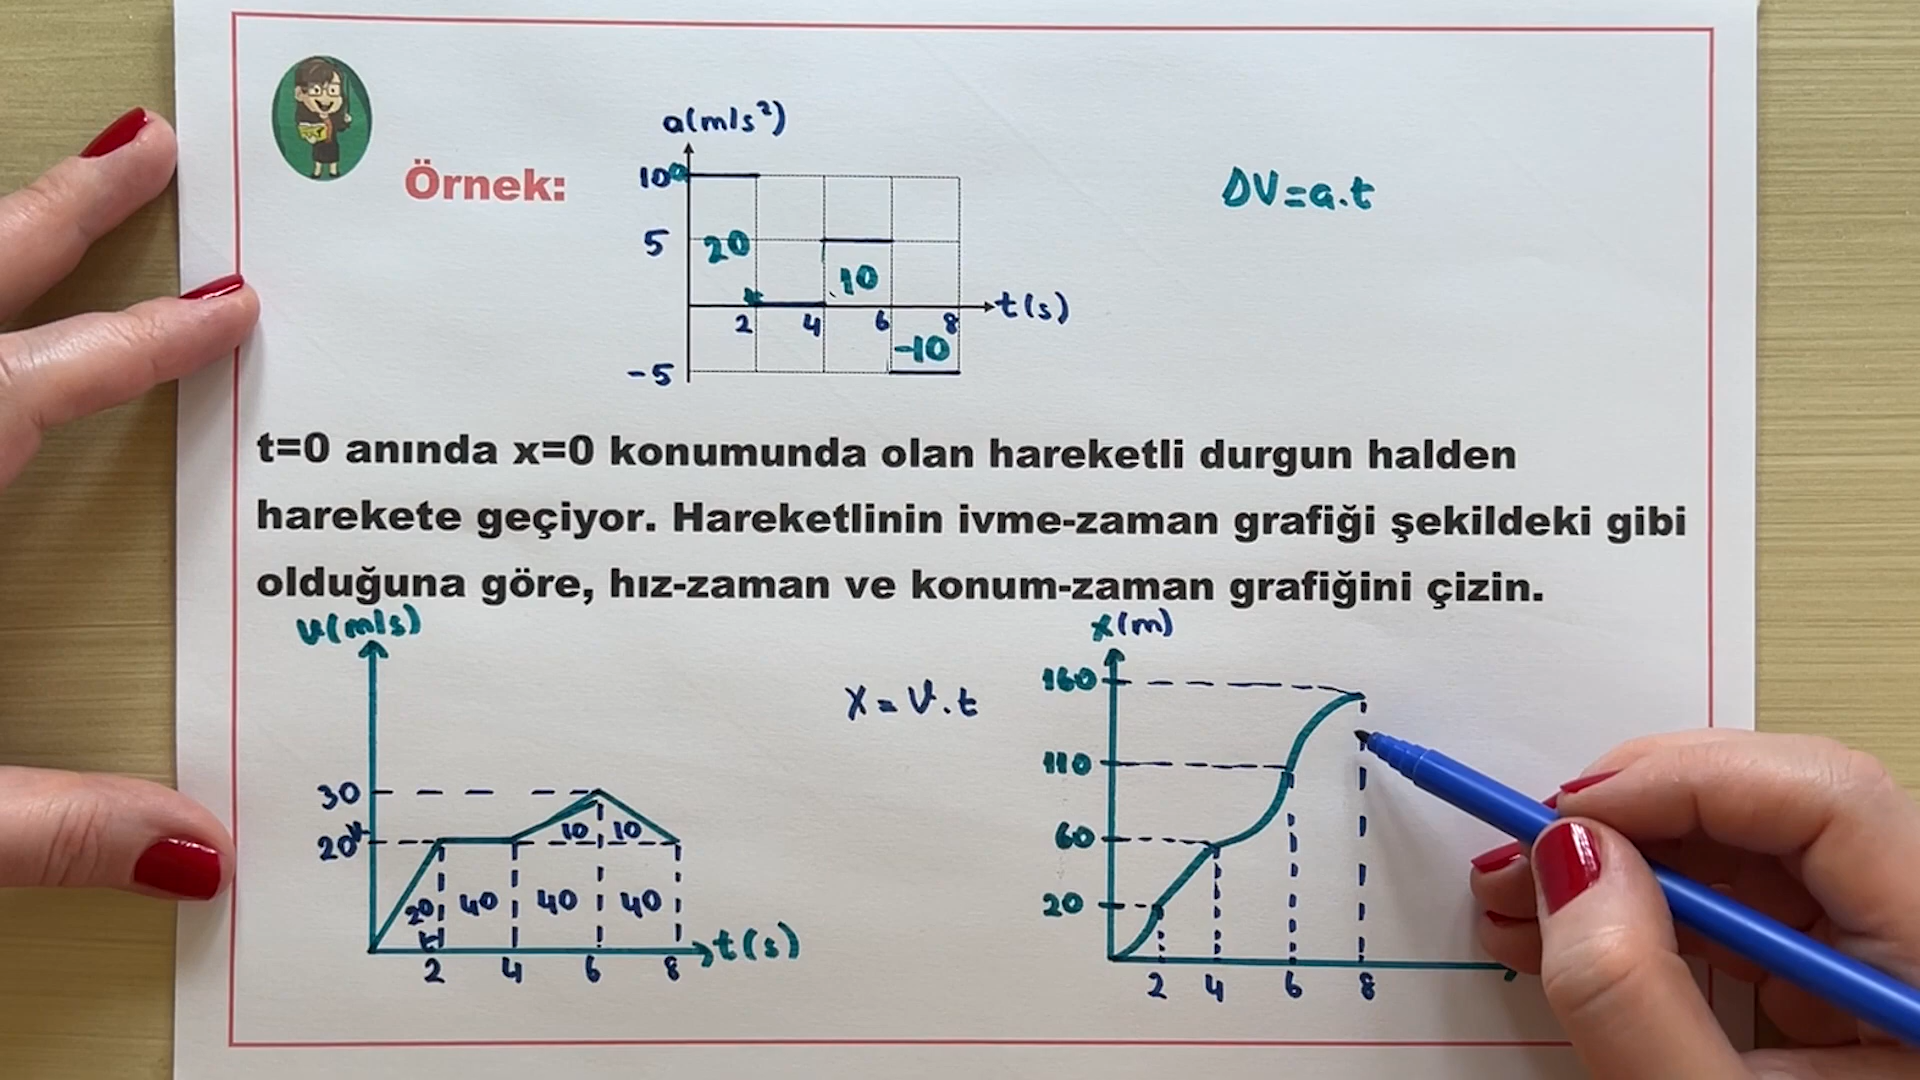 a(m/s²)
Örnek:
10
5
20
10
t(s)
2 4 6 8
-10
-5
ΔV=a.t
t=0 anında x=0 konumunda olan hareketli durgun halden
harekete geçiyor. Hareketlinin ivme-zaman grafiği şekildeki gibi
olduğuna göre, hız-zaman ve konum-zaman grafiğini çizin.
v(m/s)
30
20
10 10
20 40 40 40
t(s)
2 4 6 8
X=V.t
x(m)
160
110
60
20
2 4 6 8